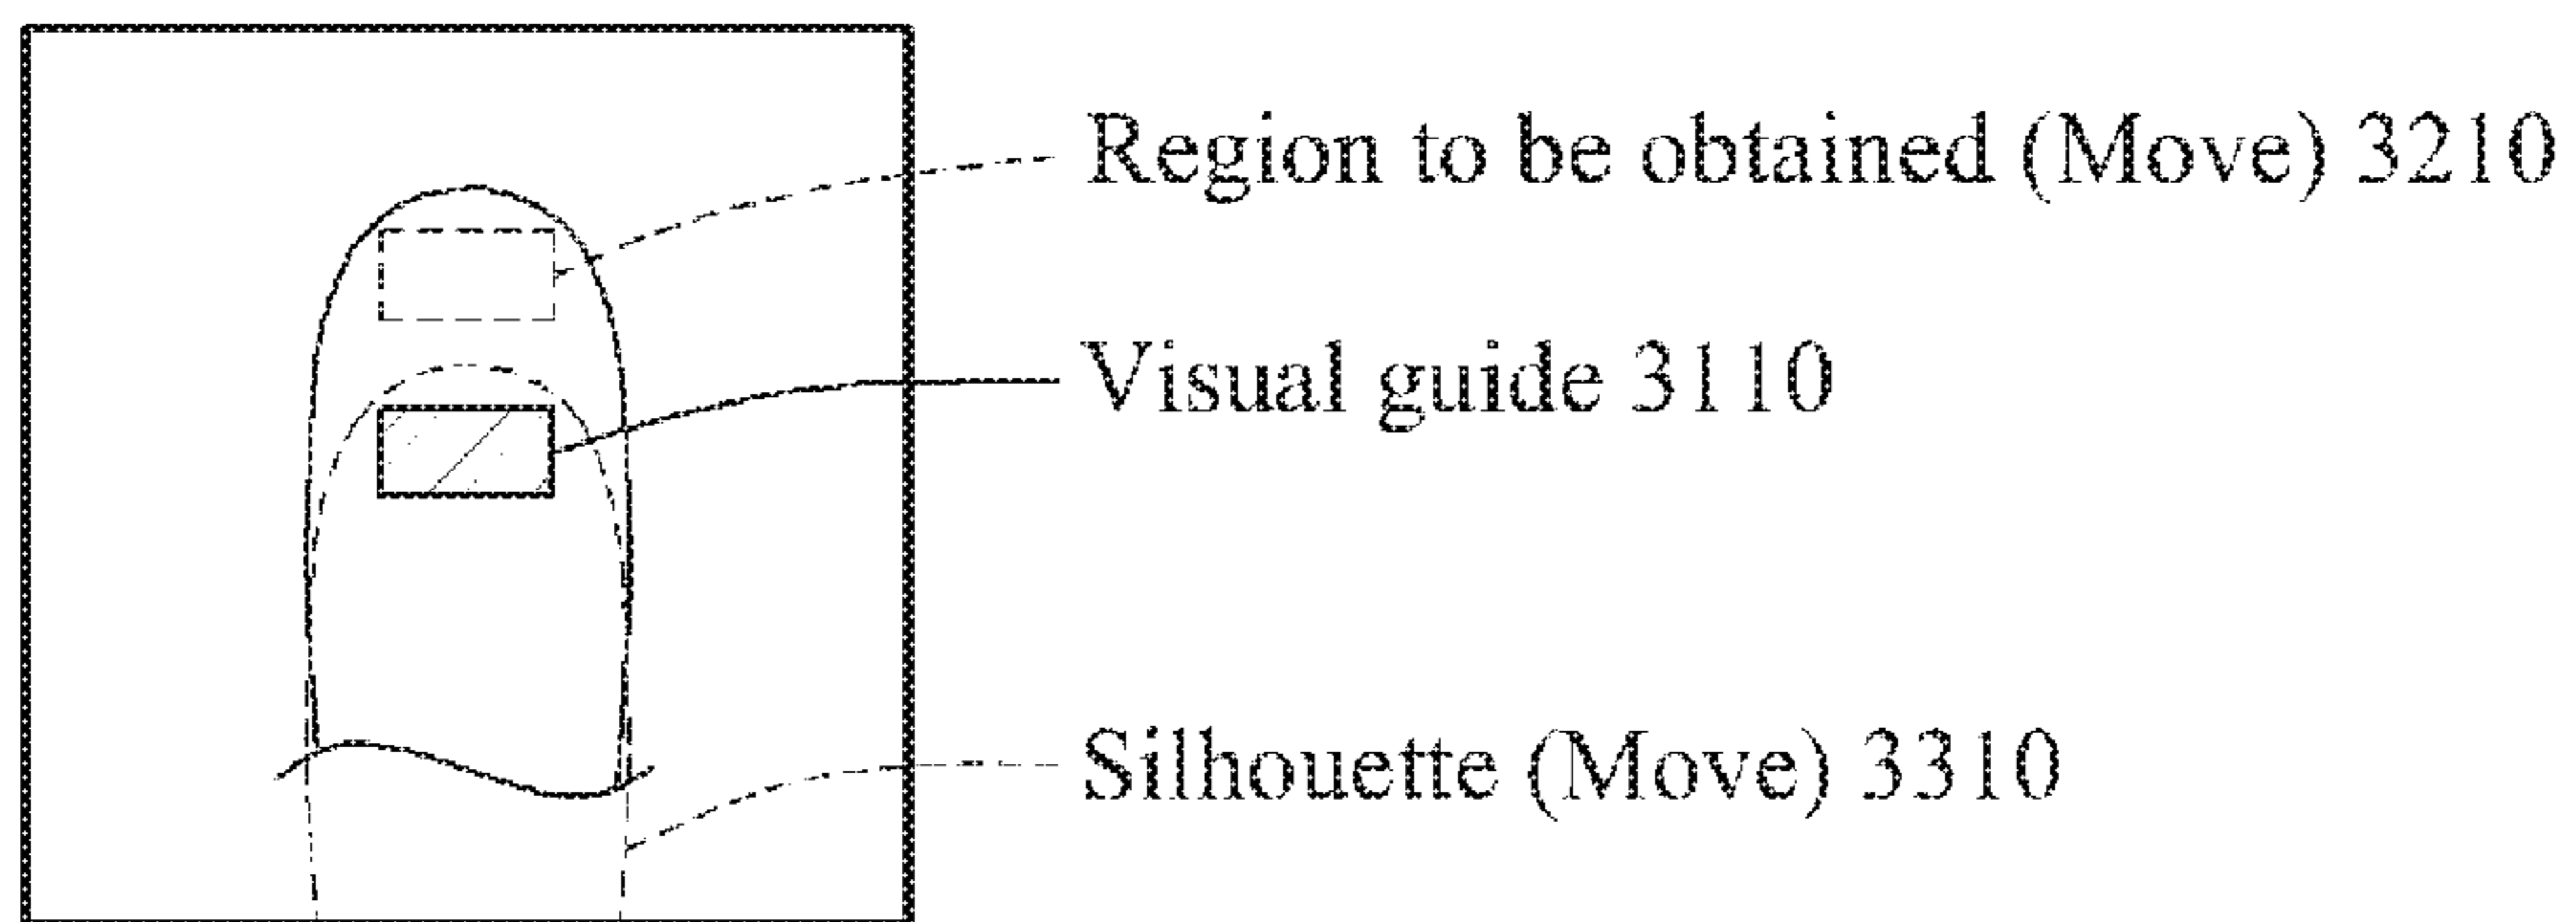 Region to be obtained (Move) 3210
Visual guide 3110
Silhouette (Move) 3310